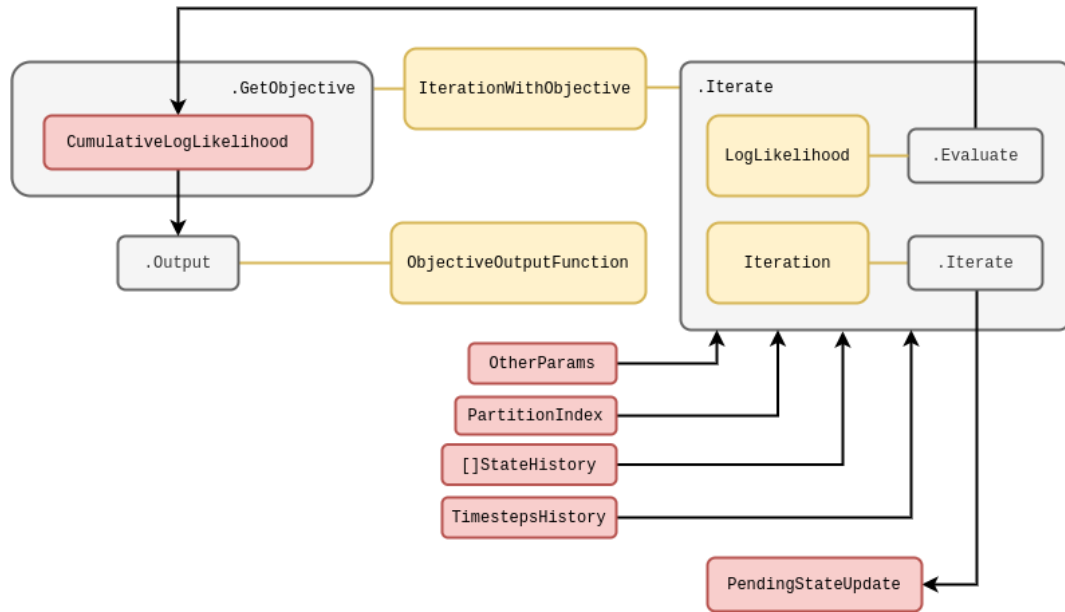 .GetObjective
IterationWithObjective
.Iterate
CumulativeLogLikelihood
LogLikelihood
.Evaluate
.Output
ObjectiveOutputFunction
Iteration
.Iterate
OtherParams
PartitionIndex
[]StateHistory
TimestepsHistory
PendingStateUpdate